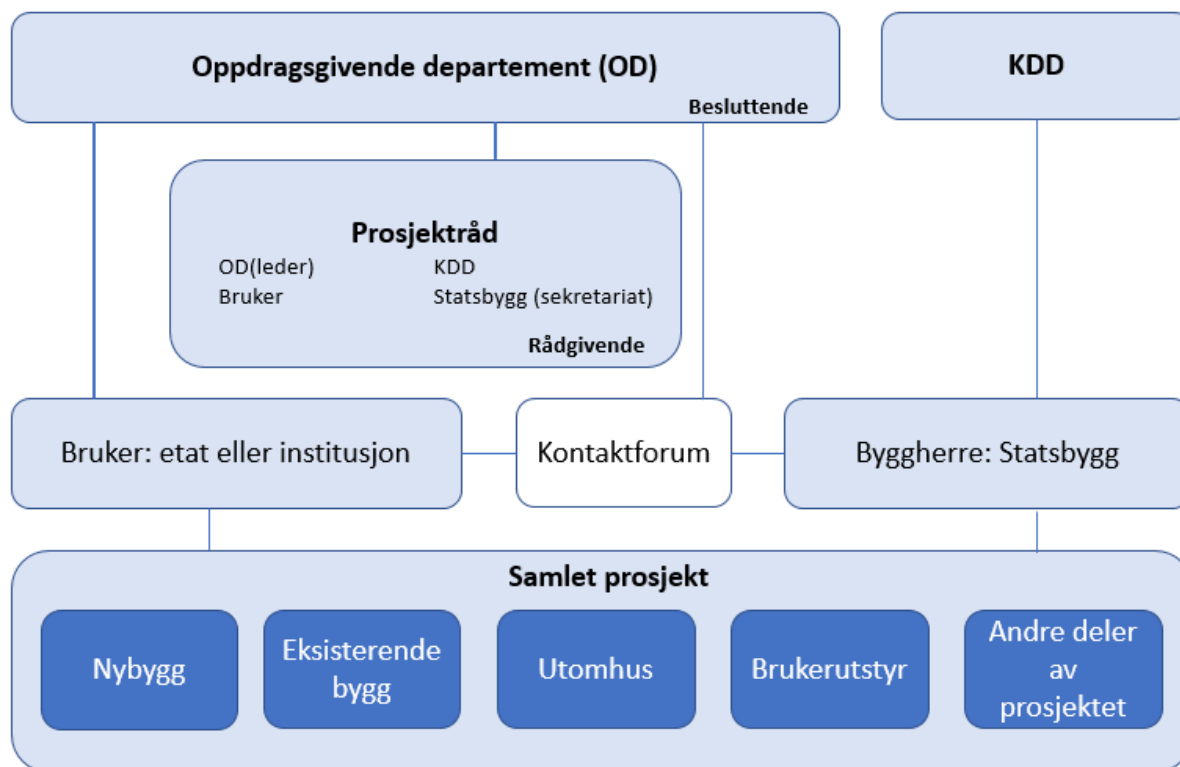 Oppdragsgivende departement (OD)
Besluttende
KDD
Prosjektråd
OD(leder)
KDD
Bruker
Statsbygg (sekretariat)
Rådgivende
Bruker: etat eller institusjon
Kontaktforum
Byggherre: Statsbygg
Samlet prosjekt
Nybygg
Eksisterende
bygg
Utomhus
Brukerutstyr
Andre deler
av
prosjektet